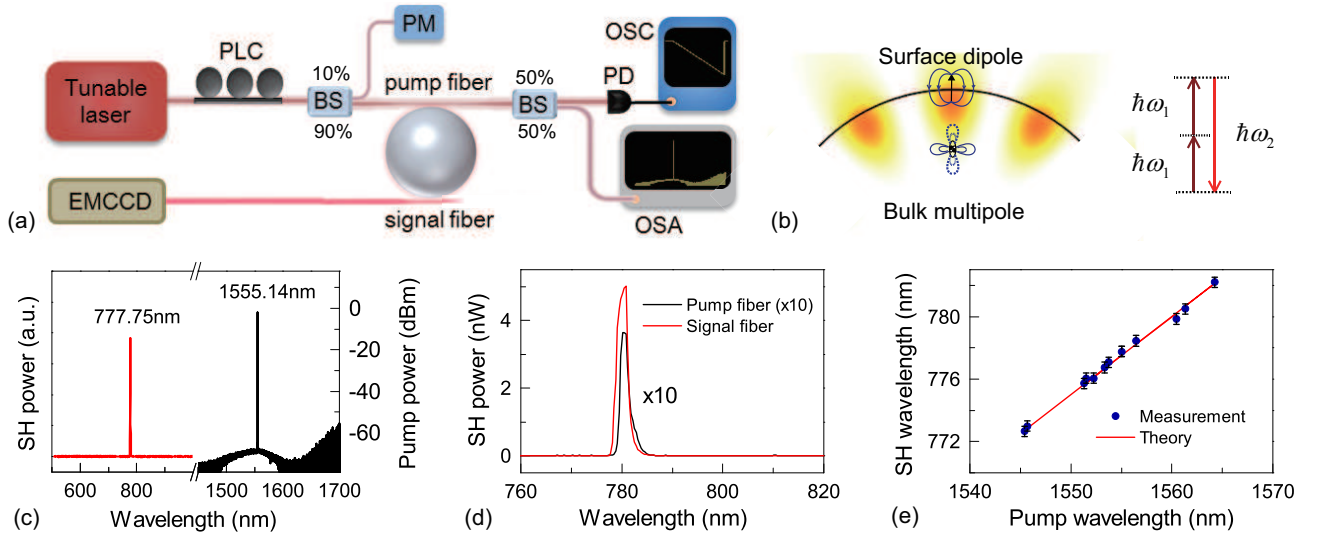 PM
PLC
OSC
Tunable
laser
10%
BS
90%
pump fiber
50%
BS
50%
PD
EMCCD
signal fiber
OSA
(a)
Surface dipole
Bulk multipole
ħω1
ħω1
ħω2
(b)
SH power (a.u.)
777.75nm
1555.14nm
0
-20
-40
-60
Pump power (dBm)
600 800 1500 1600 1700
Wavelength (nm)
(c)
SH power (nW)
4
2
0
Pump fiber (x10)
Signal fiber
x10
760 780 800 820
Wavelength (nm)
(d)
SH wavelength (nm)
780
776
772
Measurement
Theory
1540 1550 1560 1570
Pump wavelength (nm)
(e)